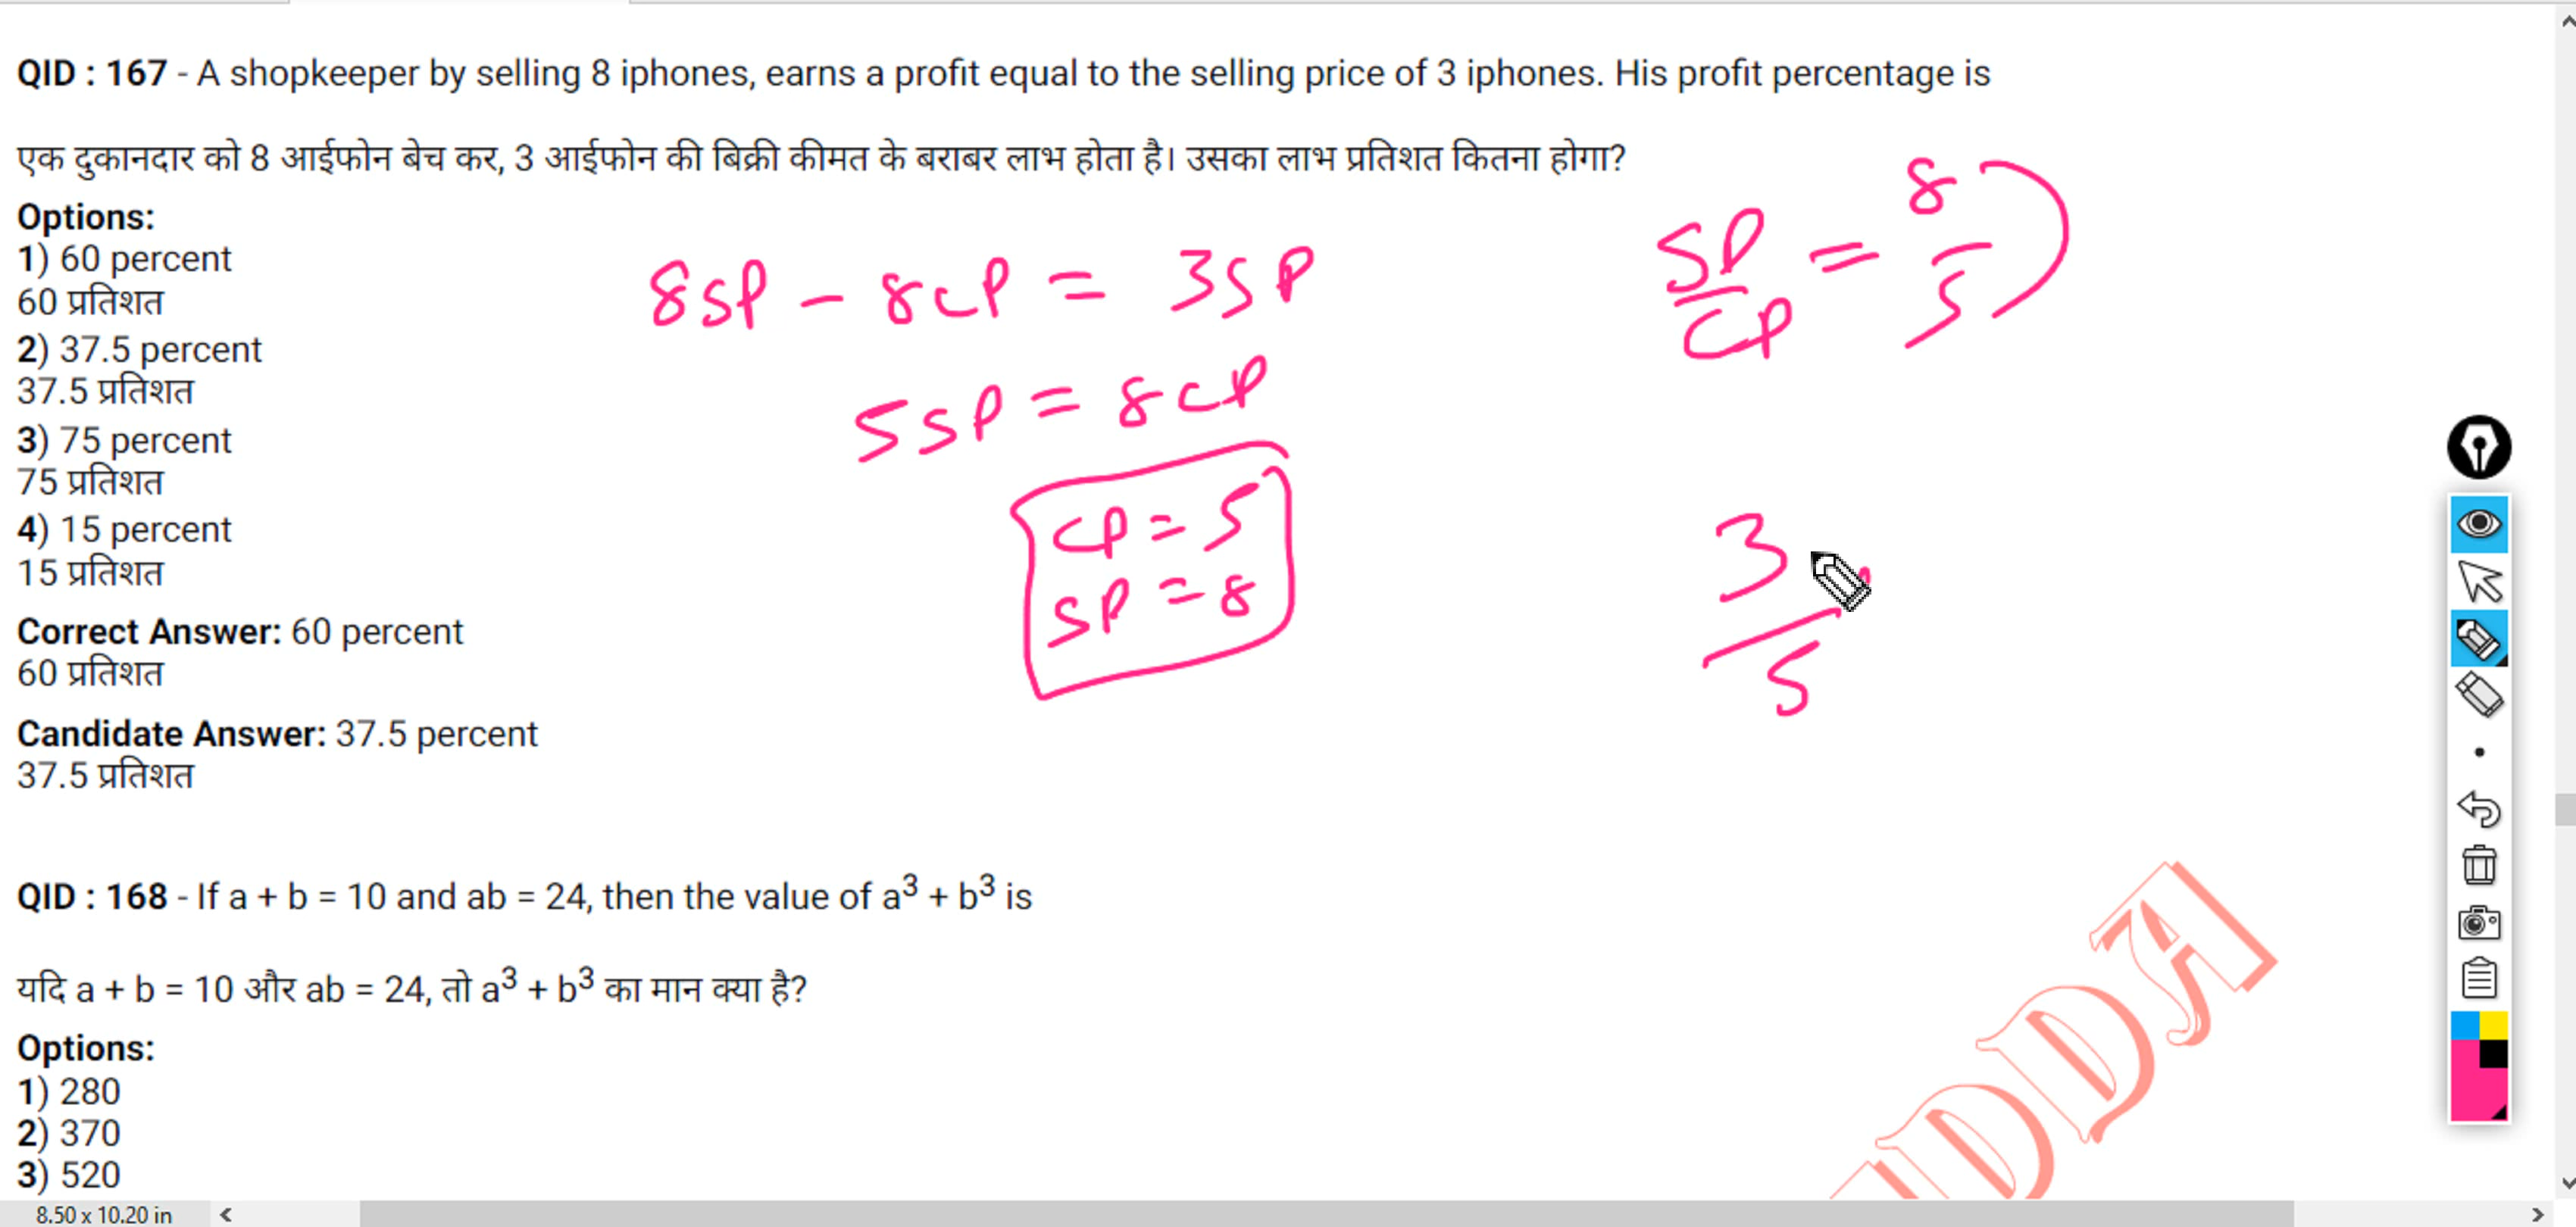 QID : 167 - A shopkeeper by selling 8 iphones, earns a profit equal to the selling price of 3 iphones. His profit percentage is
एक दुकानदार को 8 आईफोन बेच कर, 3 आईफोन की बिक्री कीमत के बराबर लाभ होता है। उसका लाभ प्रतिशत कितना होगा?
Options:
1) 60 percent
60 प्रतिशत
2) 37.5 percent
37.5 प्रतिशत
3) 75 percent
75 प्रतिशत
4) 15 percent
15 प्रतिशत
Correct Answer: 60 percent
60 प्रतिशत
Candidate Answer: 37.5 percent
37.5 प्रतिशत
8SP - 8CP = 3SP
5SP = 8CP
CP = 5
SP = 8
SP/CP = 8/5
3/5
QID : 168 - If a + b = 10 and ab = 24, then the value of a³ + b³ is
यदि a + b = 10 और ab = 24, तो a³ + b³ का मान क्या है?
Options:
1) 280
2) 370
3) 520
DDA
8.50 x 10.20 in